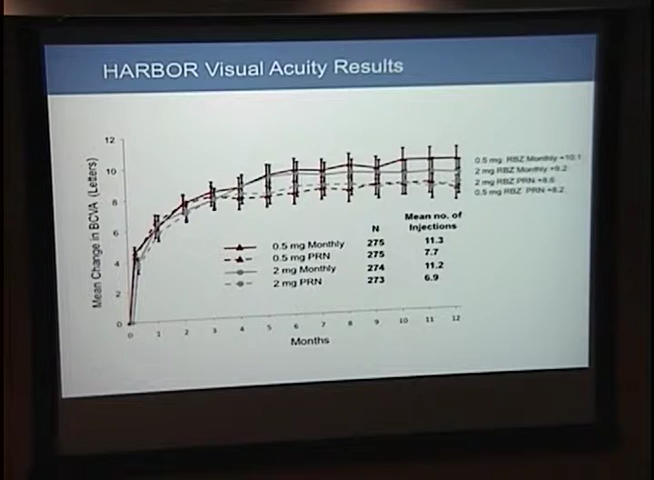 HARBOR Visual Acuity Results
Mean Change in BCVA (Letters)
12
10
8
6
4
2
0
0 1 2 3 4 5 6 7 8 9 10 11 12
Months
0.5 mg RBZ Monthly +10.1
2 mg RBZ Monthly +9.2
2 mg RBZ PRN +8.6
0.5 mg RBZ PRN +8.2
N Mean no. of Injections
0.5 mg Monthly 275 11.3
0.5 mg PRN 275 7.7
2 mg Monthly 274 11.2
2 mg PRN 273 6.9